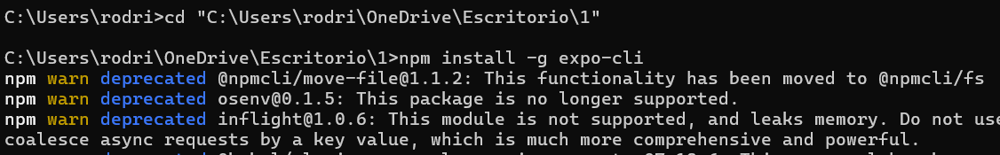 C:\Users\rodri>cd "C:\Users\rodri\OneDrive\Escritorio\1"
C:\Users\rodri\OneDrive\Escritorio\1>npm install -g expo-cli
npm warn deprecated @npmcli/move-file@1.1.2: This functionality has been moved to @npmcli/fs
npm warn deprecated osenv@0.1.5: This package is no longer supported.
npm warn deprecated inflight@1.0.6: This module is not supported, and leaks memory. Do not use
coalesce async requests by a key value, which is much more comprehensive and powerful.